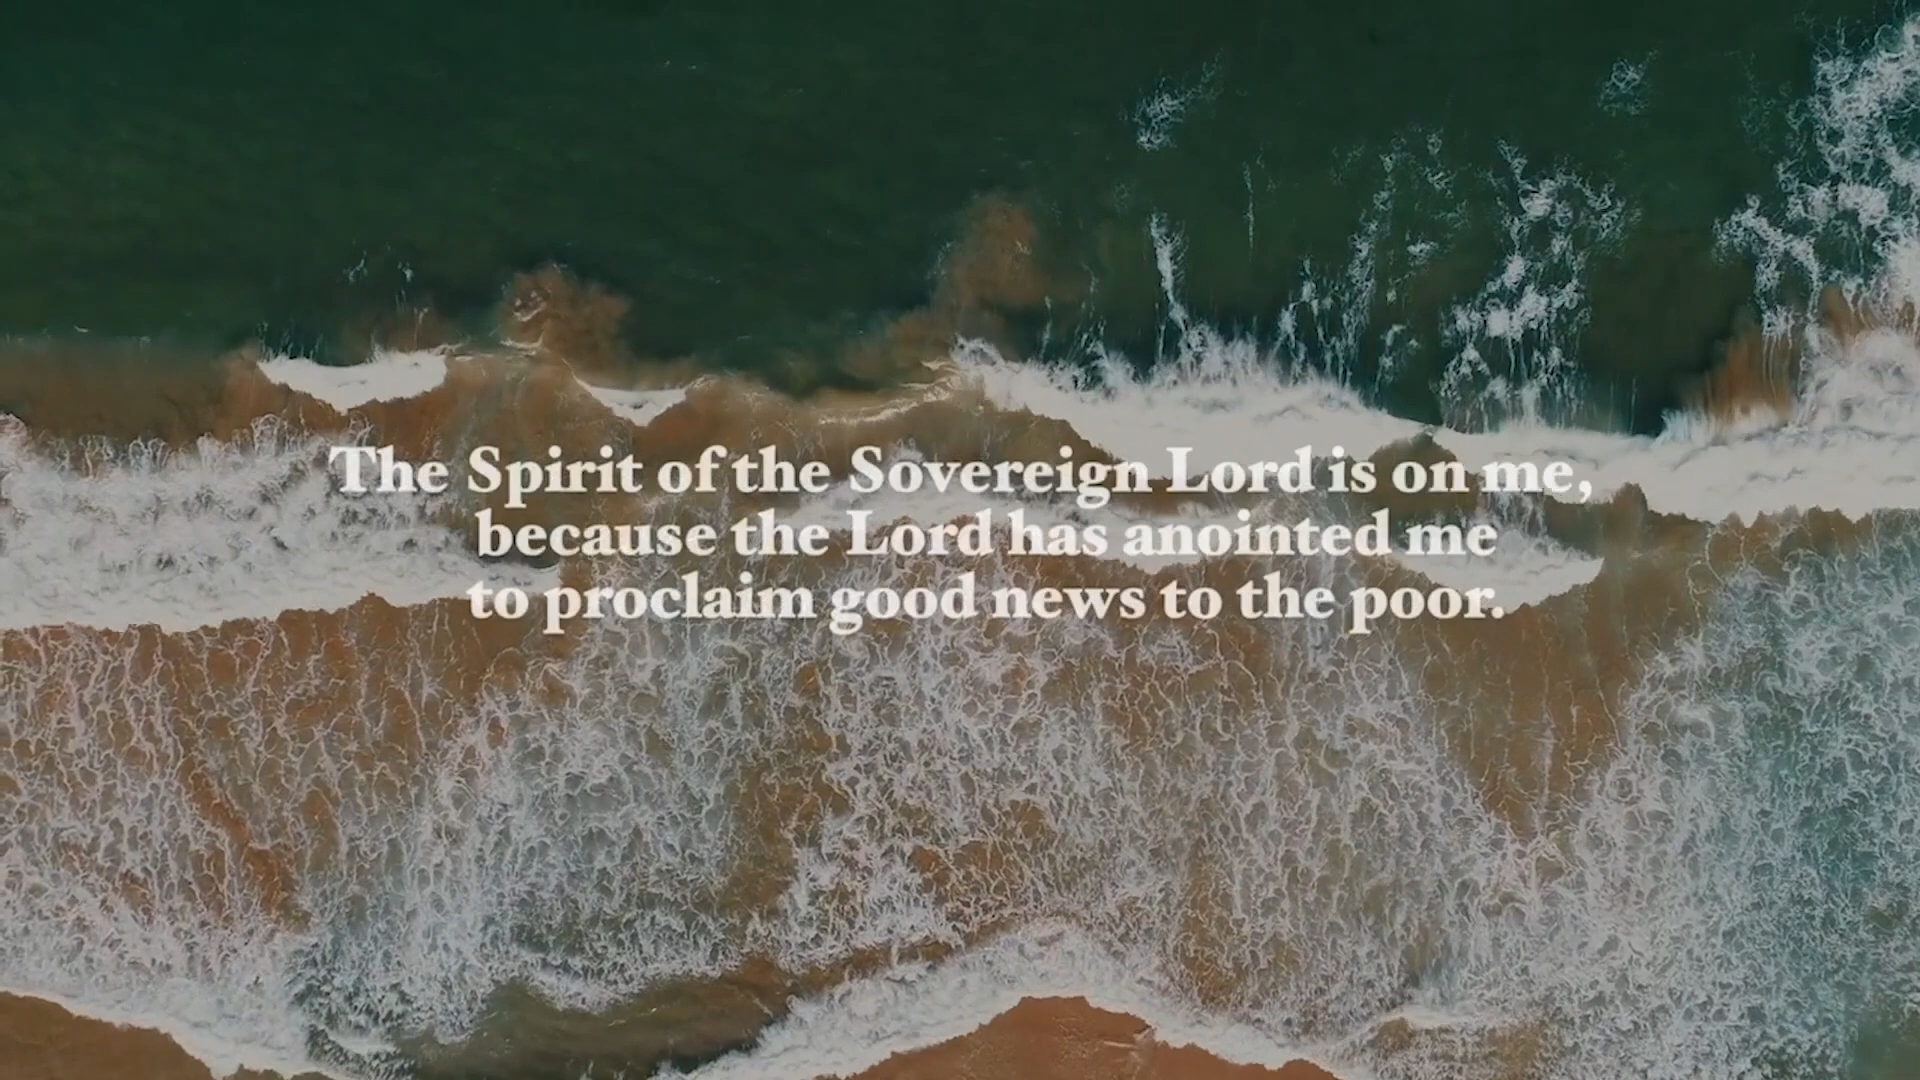 The Spirit of the Sovereign Lord is on me,
because the Lord has anointed me
to proclaim good news to the poor.